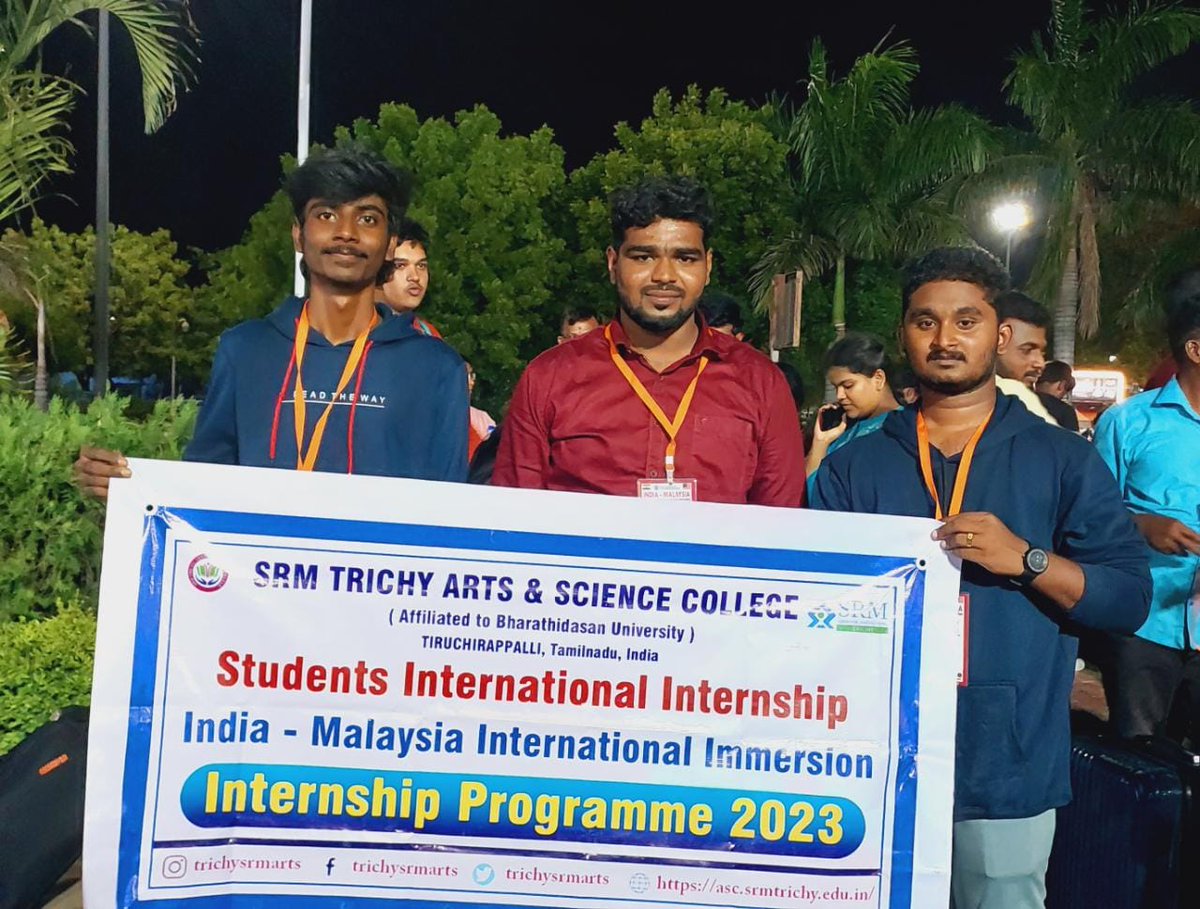 LEAD THE WAY
INDIA - MALAYSIA
SRM TRICHY ARTS & SCIENCE COLLEGE
( Affiliated to Bharathidasan University )
SRM
TIRUCHIRAPPALLI, Tamilnadu, India
Students International Internship
India - Malaysia International Immersion
Internship Programme 2023
trichysrmarts trichysrmarts trichysrmarts https://asc.srmtrichy.edu.in/